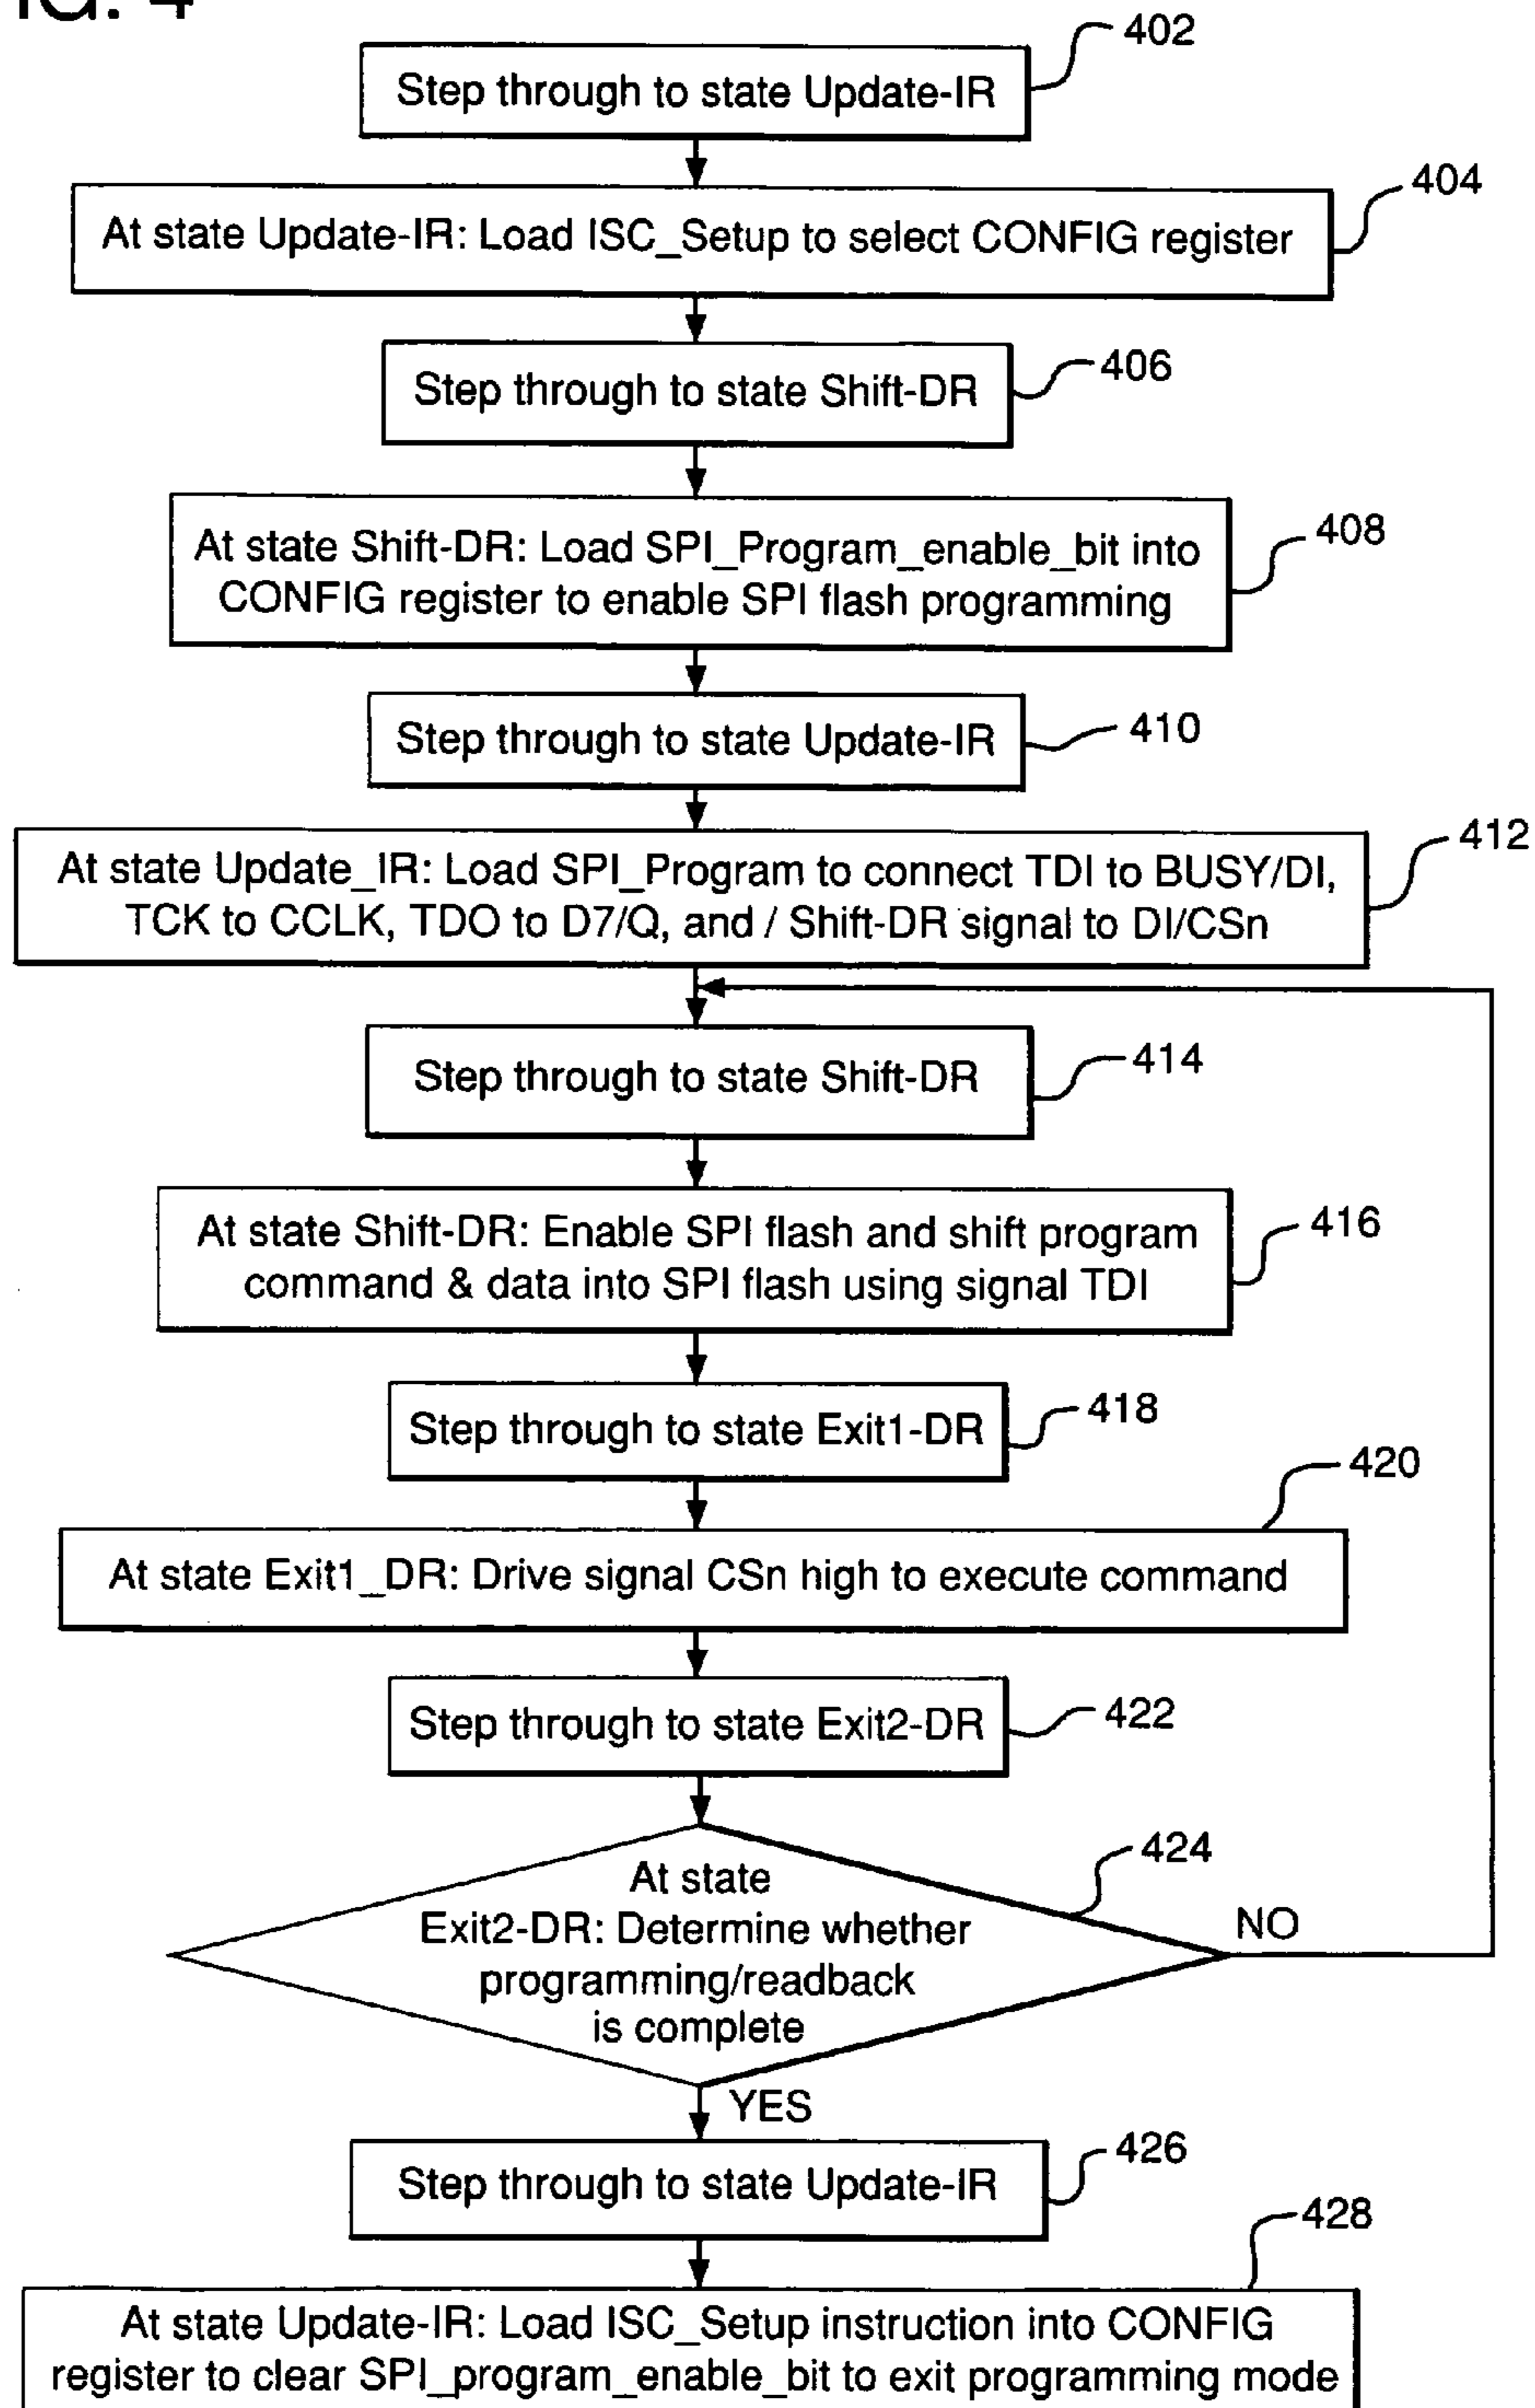 FIG. 4
402
Step through to state Update-IR
404
At state Update-IR: Load ISC_Setup to select CONFIG register
406
Step through to state Shift-DR
408
At state Shift-DR: Load SPI_Program_enable_bit into
CONFIG register to enable SPI flash programming
410
Step through to state Update-IR
412
At state Update_IR: Load SPI_Program to connect TDI to BUSY/DI,
TCK to CCLK, TDO to D7/Q, and / Shift-DR signal to DI/CSn
414
Step through to state Shift-DR
416
At state Shift-DR: Enable SPI flash and shift program
command & data into SPI flash using signal TDI
418
Step through to state Exit1-DR
420
At state Exit1_DR: Drive signal CSn high to execute command
422
Step through to state Exit2-DR
424
At state
Exit2-DR: Determine whether
programming/readback
is complete
NO
YES
426
Step through to state Update-IR
428
At state Update-IR: Load ISC_Setup instruction into CONFIG
register to clear SPI_program_enable_bit to exit programming mode